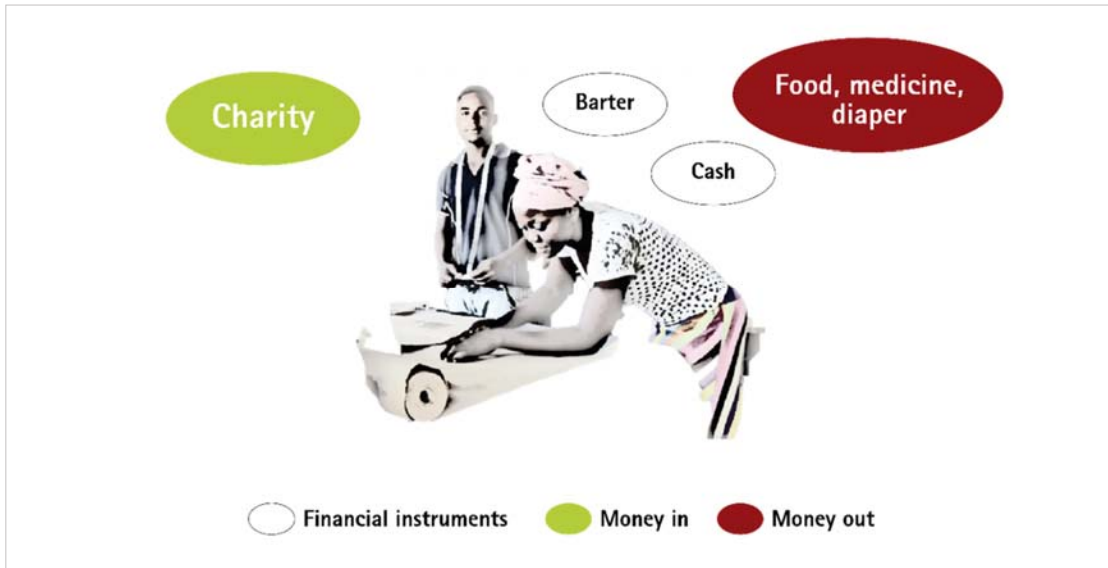 Charity
Barter
Food, medicine,
diaper
Cash
Financial instruments
Money in
Money out